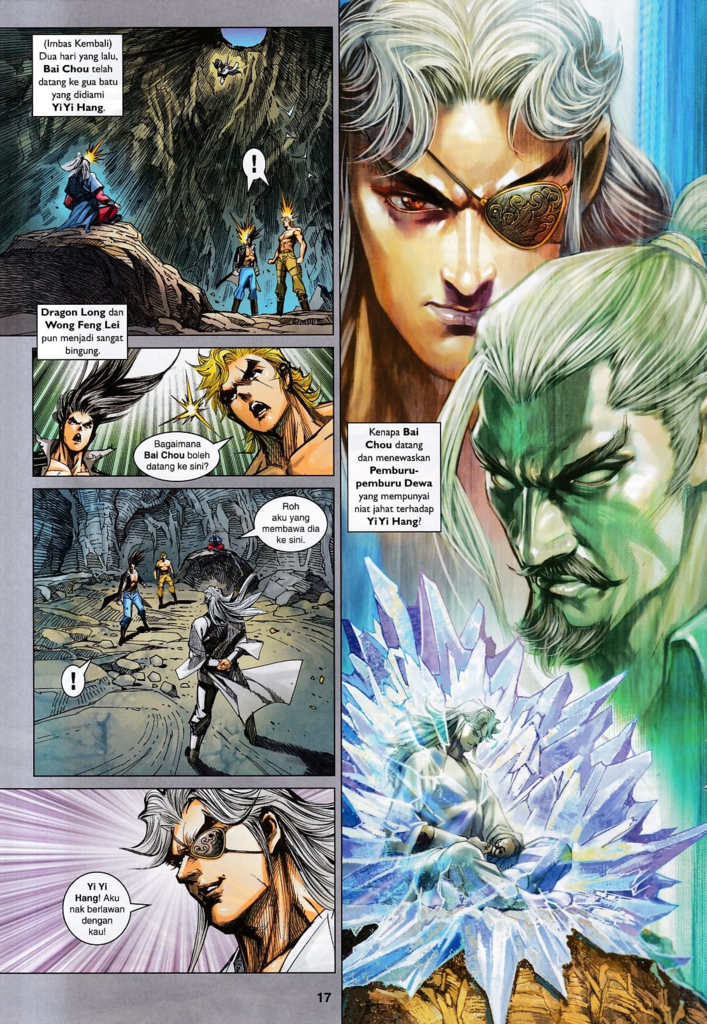 (Imbas Kembali)
Dua hari yang lalu,
Bai Chou telah
datang ke gua batu
yang didiami
Yi Yi Hang.
!
Dragon Long dan
Wong Feng Lei
pun menjadi sangat
bingung.
Bagaimana
Bai Chou boleh
datang ke sini?
Roh
aku yang
membawa dia
ke sini.
!
Yi Yi
Hang! Aku
nak berlawan
dengan
kau!
Kenapa Bai
Chou datang
dan menewaskan
Pemburu-
pemburu Dewa
yang mempunyai
niat jahat terhadap
Yi Yi Hang?
17